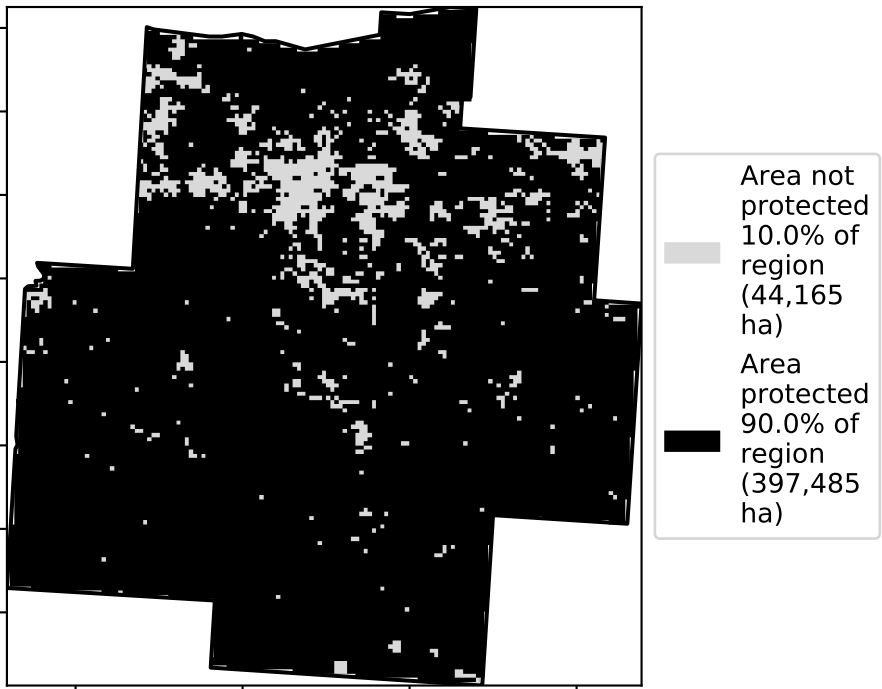 Area not
protected
10.0% of
region
(44,165
ha)
Area
protected
90.0% of
region
(397,485
ha)